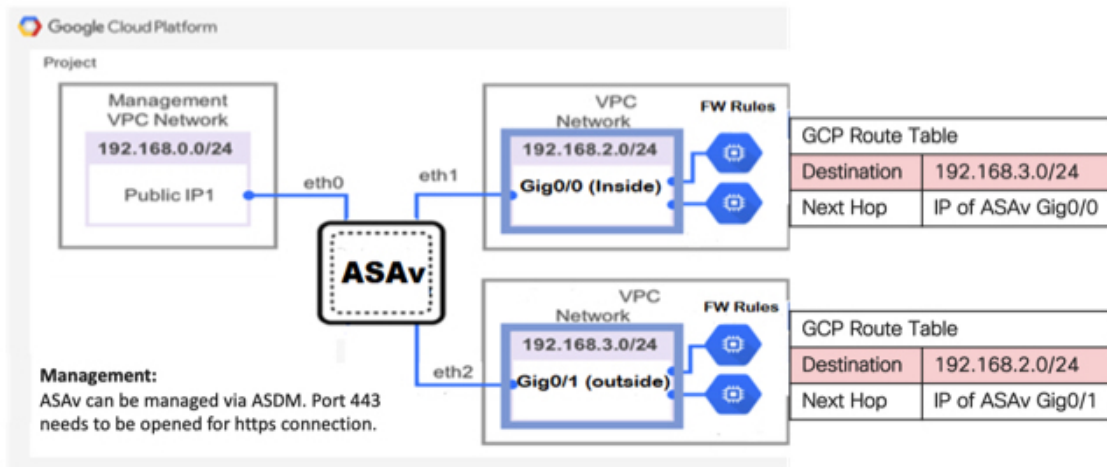 Google Cloud Platform
Project
Management
VPC Network
192.168.0.0/24
Public IP1
eth0
eth1
ASAv
eth2
VPC
Network
FW Rules
192.168.2.0/24
Gig0/0 (Inside)
GCP Route Table
Destination 192.168.3.0/24
Next Hop IP of ASAv Gig0/0
VPC
Network
FW Rules
192.168.3.0/24
Gig0/1 (outside)
GCP Route Table
Destination 192.168.2.0/24
Next Hop IP of ASAv Gig0/1
Management:
ASAv can be managed via ASDM. Port 443
needs to be opened for https connection.